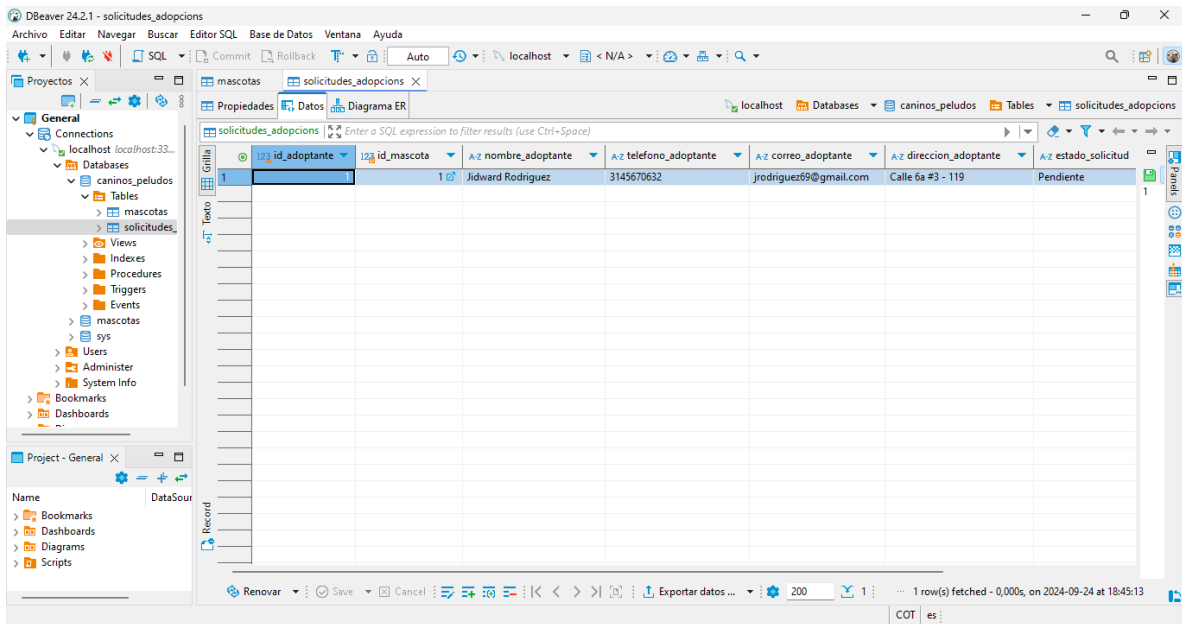 DBeaver 24.2.1 - solicitudes_adopcions
Archivo Editar Navegar Buscar Editor SQL Base de Datos Ventana Ayuda
SQL Commit Rollback Auto localhost < N/A >
Proyectos
mascotas solicitudes_adopcions
Propiedades Datos Diagrama ER localhost Databases caninos_peludos Tables solicitudes_adopcions
General
Connections
localhost localhost:33...
Databases
caninos_peludos
Tables
mascotas
solicitudes_
Views
Indexes
Procedures
Triggers
Events
mascotas
sys
Users
Administer
System Info
Bookmarks
Dashboards
solicitudes_adopcions Enter a SQL expression to filter results (use Ctrl+Space)
Grilla
Texto
Record
123 id_adoptante 123 id_mascota A-Z nombre_adoptante A-Z telefono_adoptante A-Z correo_adoptante A-Z direccion_adoptante A-Z estado_solicitud
1 1 1 Jidward Rodriguez 3145670632 jrodriguez69@gmail.com Calle 6a #3 - 119 Pendiente
Panels
1
Project - General
Name DataSour
Bookmarks
Dashboards
Diagrams
Scripts
Renovar Save Cancel Exportar datos ... 200 1 ... 1 row(s) fetched - 0,000s, on 2024-09-24 at 18:45:13
COT es